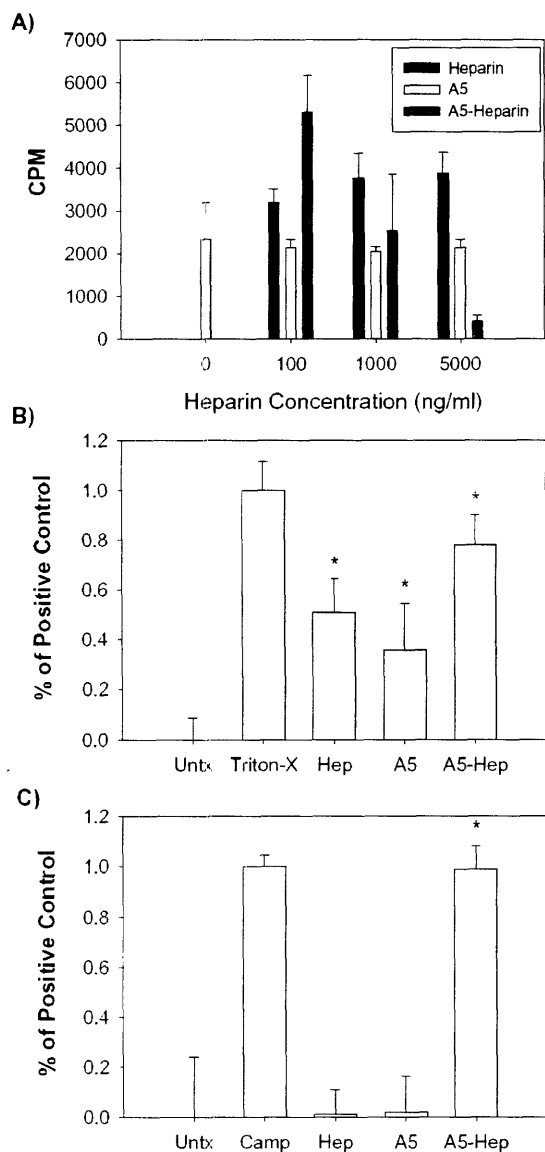 A)
7000
6000
5000
4000
3000
2000
1000
0
CPM
Heparin
A5
A5-Heparin
0 100 1000 5000
Heparin Concentration (ng/ml)
B)
1.2
1.0
0.8
0.6
0.4
0.2
0.0
% of Positive Control
* * *
Untx Triton-X Hep A5 A5-Hep
C)
1.2
1.0
0.8
0.6
0.4
0.2
0.0
% of Positive Control
*
Untx Camp Hep A5 A5-Hep